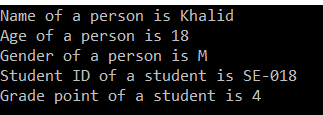 Name of a person is Khalid
Age of a person is 18
Gender of a person is M
Student ID of a student is SE-018
Grade point of a student is 4